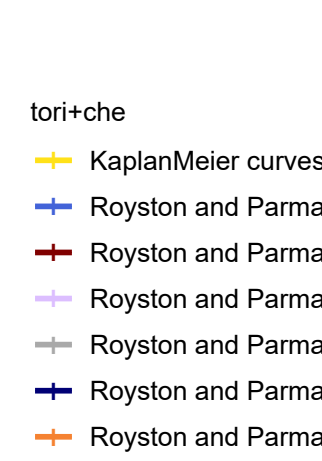 tori+che
KaplanMeier curves
Royston and Parma
Royston and Parma
Royston and Parma
Royston and Parma
Royston and Parma
Royston and Parma